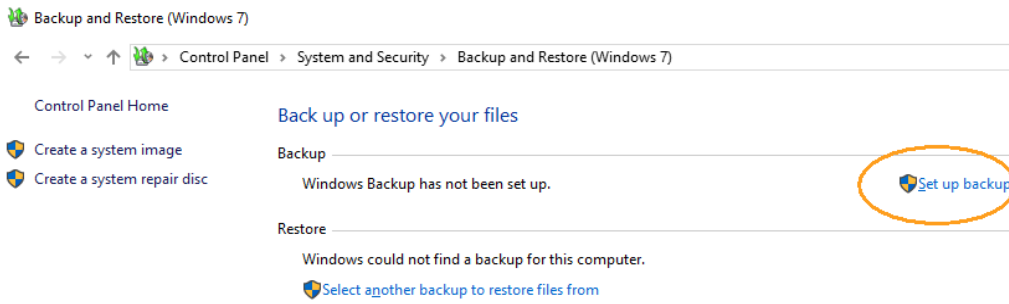 Backup and Restore (Windows 7)
Control Panel > System and Security > Backup and Restore (Windows 7)
Control Panel Home
Create a system image
Create a system repair disc
Back up or restore your files
Backup
Windows Backup has not been set up.
Set up backup
Restore
Windows could not find a backup for this computer.
Select another backup to restore files from